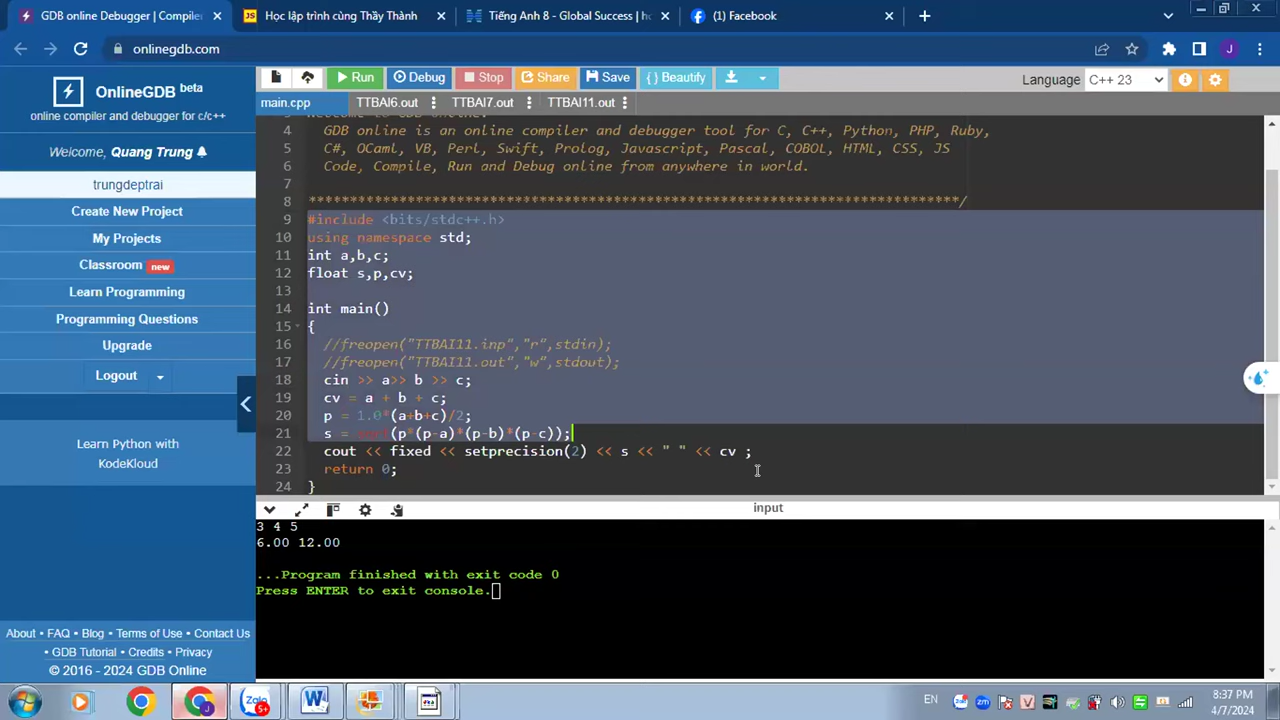 GDB online Debugger | Compiler
Học lập trình cùng Thầy Thành
Tiếng Anh 8 - Global Success | ho
(1) Facebook
onlinegdb.com
J
OnlineGDB beta
online compiler and debugger for c/c++
Welcome, Quang Trung
trungdeptrai
Create New Project
My Projects
Classroom new
Learn Programming
Programming Questions
Upgrade
Logout
Learn Python with
KodeKloud
About • FAQ • Blog • Terms of Use • Contact Us
• GDB Tutorial • Credits • Privacy
© 2016 - 2024 GDB Online
Run Debug Stop Share Save { } Beautify
Language C++ 23
main.cpp TTBAI6.out TTBAI7.out TTBAI11.out
4 GDB online is an online compiler and debugger tool for C, C++, Python, PHP, Ruby,
5 C#, OCaml, VB, Perl, Swift, Prolog, Javascript, Pascal, COBOL, HTML, CSS, JS
6 Code, Compile, Run and Debug online from anywhere in world.
7
8 *******************************************************************************/
9 #include <bits/stdc++.h>
10 using namespace std;
11 int a,b,c;
12 float s,p,cv;
13
14 int main()
15 {
16 //freopen("TTBAI11.inp","r",stdin);
17 //freopen("TTBAI11.out","w",stdout);
18 cin >> a>> b >> c;
19 cv = a + b + c;
20 p = 1.0*(a+b+c)/2;
21 s = (p*(p-a)*(p-b)*(p-c));
22 cout << fixed << setprecision(2) << s << " " << cv ;
23 return 0;
24 }
input
3 4 5
6.00 12.00
...Program finished with exit code 0
Press ENTER to exit console.
EN
8:37 PM
4/7/2024